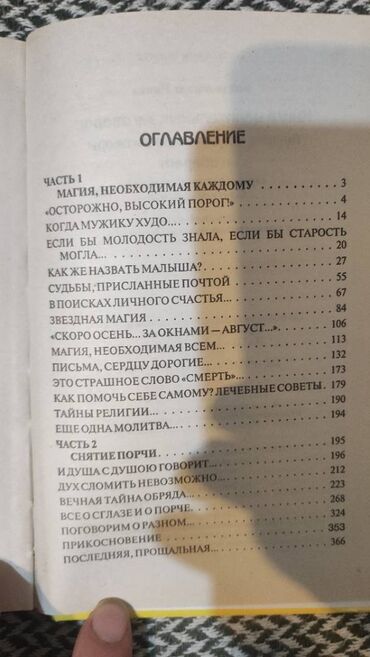 ОГЛАВЛЕНИЕ
ЧАСТЬ 1
МАГИЯ, НЕОБХОДИМАЯ КАЖДОМУ . . . . . . . . . . 3
«ОСТОРОЖНО, ВЫСОКИЙ ПОРОГ!» . . . . . . . . . . 4
КОГДА МУЖИКУ ХУДО... . . . . . . . . . . 14
ЕСЛИ БЫ МОЛОДОСТЬ ЗНАЛА, ЕСЛИ БЫ СТАРОСТЬ
МОГЛА... . . . . . . . . . . 20
КАК ЖЕ НАЗВАТЬ МАЛЫША? . . . . . . . . . . 27
СУДЬБЫ, ПРИСЛАННЫЕ ПОЧТОЙ . . . . . . . . . . 55
В ПОИСКАХ ЛИЧНОГО СЧАСТЬЯ... . . . . . . . . . . 67
ЗВЕЗДНАЯ МАГИЯ . . . . . . . . . . 84
«СКОРО ОСЕНЬ... ЗА ОКНАМИ — АВГУСТ...» . . . . . . 106
МАГИЯ, НЕОБХОДИМАЯ ВСЕМ... . . . . . . . . . . 113
ПИСЬМА, СЕРДЦУ ДОРОГИЕ... . . . . . . . . . . 132
ЭТО СТРАШНОЕ СЛОВО «СМЕРТЬ»... . . . . . . . . . . 173
КАК ПОМОЧЬ СЕБЕ САМОМУ? ЛЕЧЕБНЫЕ СОВЕТЫ . 179
ТАЙНЫ РЕЛИГИИ . . . . . . . . . . 190
ЕЩЕ ОДНА МОЛИТВА... . . . . . . . . . . 194
ЧАСТЬ 2
СНЯТИЕ ПОРЧИ . . . . . . . . . . 195
И ДУША С ДУШОЮ ГОВОРИТ... . . . . . . . . . . 196
ДУХ СЛОМИТЬ НЕВОЗМОЖНО... . . . . . . . . . . 212
ВЕЧНАЯ ТАЙНА ОБРЯДА... . . . . . . . . . . 223
ВСЕ О СГЛАЗЕ И О ПОРЧЕ . . . . . . . . . . 268
ПОГОВОРИМ О РАЗНОМ... . . . . . . . . . . 324
ПРИКОСНОВЕНИЕ . . . . . . . . . . 353
ПОСЛЕДНЯЯ, ПРОЩАЛЬНАЯ... . . . . . . . . . . 366